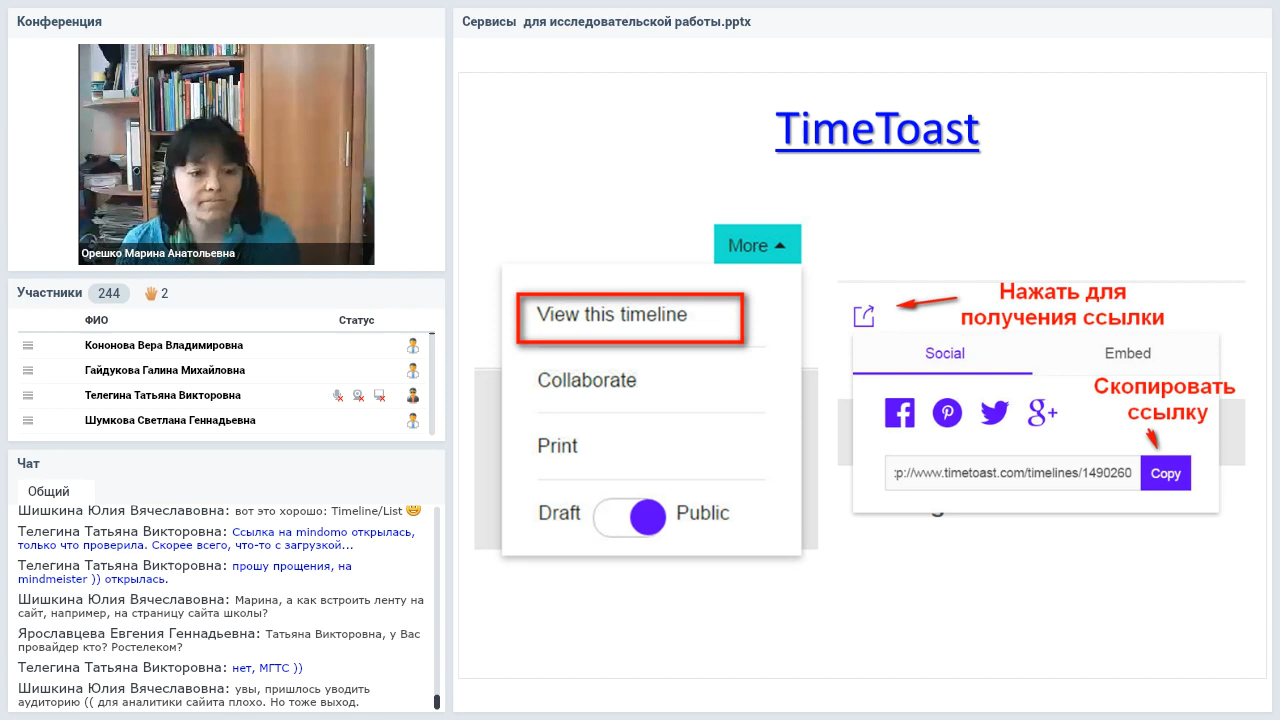 Конференция
Орешко Марина Анатольевна
Участники 244 2
ФИО Статус
Кононова Вера Владимировна
Гайдукова Галина Михайловна
Телегина Татьяна Викторовна
Шумкова Светлана Геннадьевна
Чат
Общий
Шишкина Юлия Вячеславовна: вот это хорошо: Timeline/List
Телегина Татьяна Викторовна: Ссылка на mindomo открылась,
только что проверила. Скорее всего, что-то с загрузкой...
Телегина Татьяна Викторовна: прошу прощения, на
mindmeister )) открылась.
Шишкина Юлия Вячеславовна: Марина, а как встроить ленту на
сайт, например, на страницу сайта школы?
Ярославцева Евгения Геннадьевна: Татьяна Викторовна, у Вас
провайдер кто? Ростелеком?
Телегина Татьяна Викторовна: нет, МГТС ))
Шишкина Юлия Вячеславовна: увы, пришлось уводить
аудиторию (( для аналитики сайита плохо. Но тоже выход.
Сервисы для исследовательской работы.pptx
TimeToast
More
View this timeline
Collaborate
Print
Draft Public
Нажать для
получения ссылки
Social Embed
Скопировать
ссылку
g+
:p://www.timetoast.com/timelines/1490260 Copy